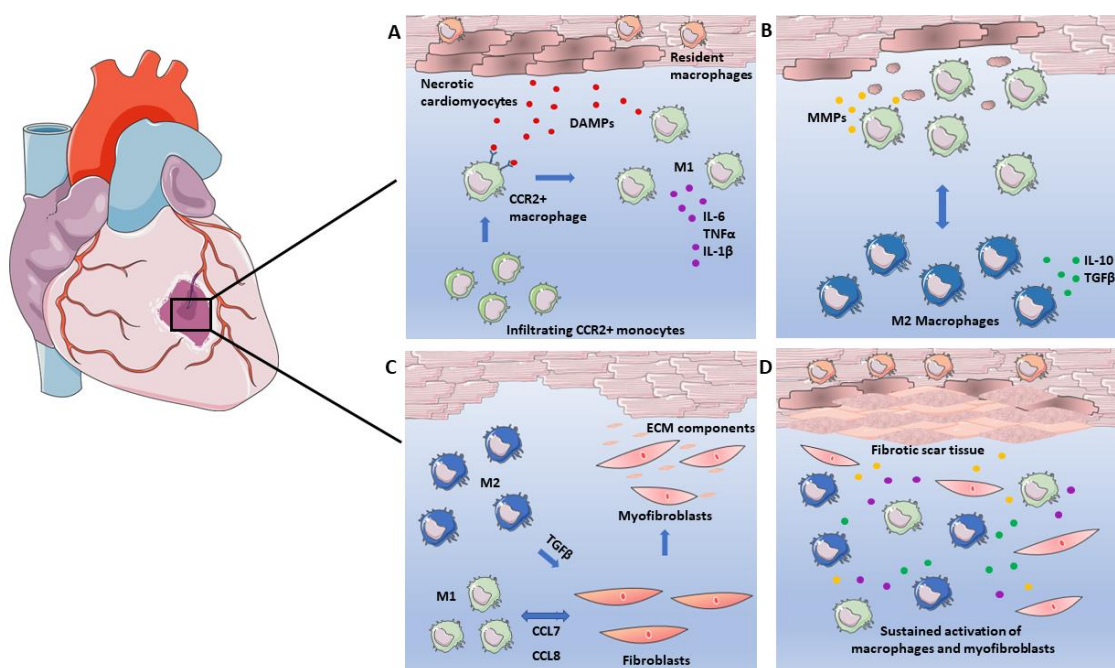 A
Resident
macrophages
Necrotic
cardiomyocytes
DAMPs
M1
CCR2+
macrophage
IL-6
TNFα
IL-1β
Infiltrating CCR2+ monocytes
B
MMPs
IL-10
TGFβ
M2 Macrophages
C
ECM components
M2
Myofibroblasts
TGFβ
M1
CCL7
CCL8
Fibroblasts
D
Fibrotic scar tissue
Sustained activation of
macrophages and myofibroblasts